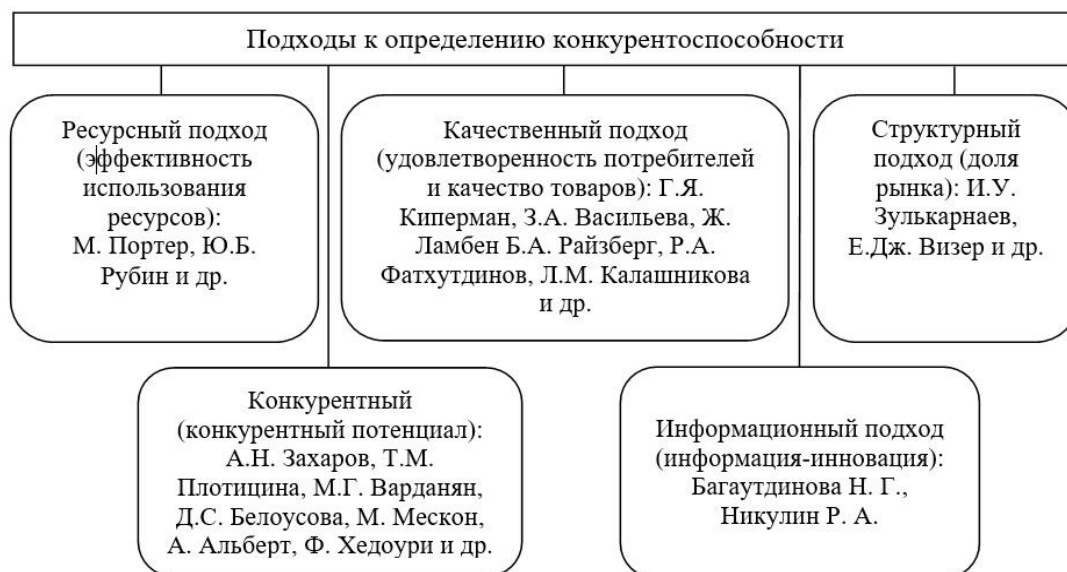 Подходы к определению конкурентоспособности
Ресурсный подход
(эффективность
использования
ресурсов):
М. Портер, Ю.Б.
Рубин и др.
Качественный подход
(удовлетворенность потребителей
и качество товаров): Г.Я.
Киперман, З.А. Васильева, Ж.
Ламбен Б.А. Райзберг, Р.А.
Фатхутдинов, Л.М. Калашникова
и др.
Структурный
подход (доля
рынка): И.У.
Зулькарнаев,
Е.Дж. Визер и др.
Конкурентный
(конкурентный потенциал):
А.Н. Захаров, Т.М.
Плотицина, М.Г. Варданян,
Д.С. Белоусова, М. Мескон,
А. Альберт, Ф. Хедоури и др.
Информационный подход
(информация-инновация):
Багаутдинова Н. Г.,
Никулин Р. А.